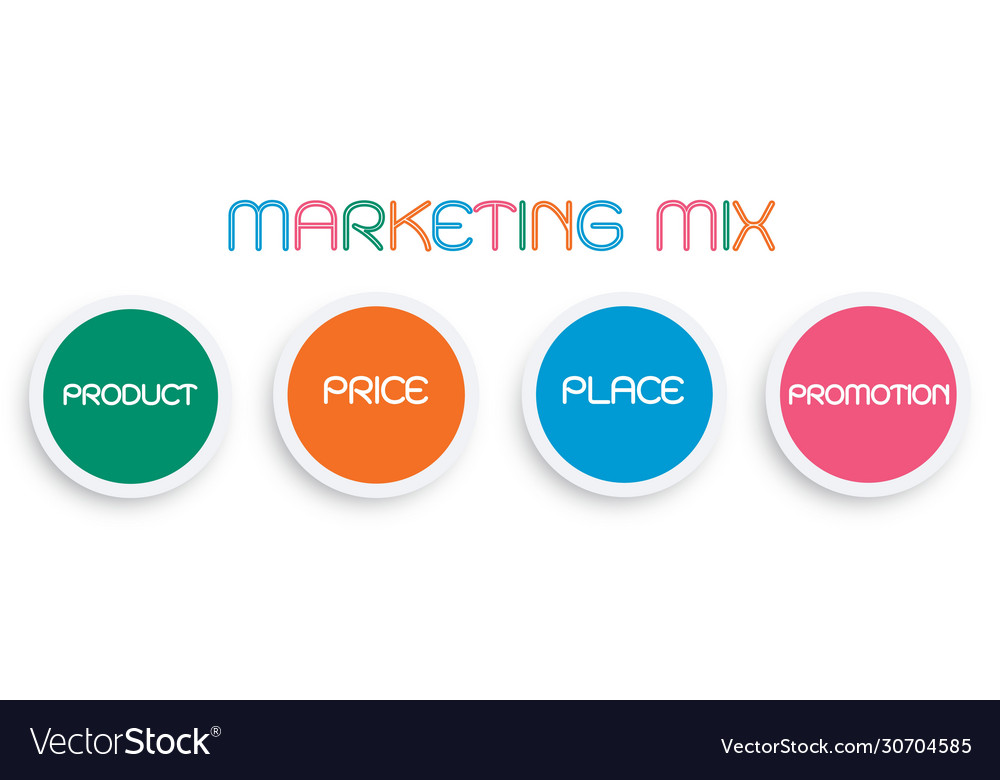 MARKETING MIX
PRODUCT
PRICE
PLACE
PROMOTION
VectorStock®
VectorStock.com/30704585